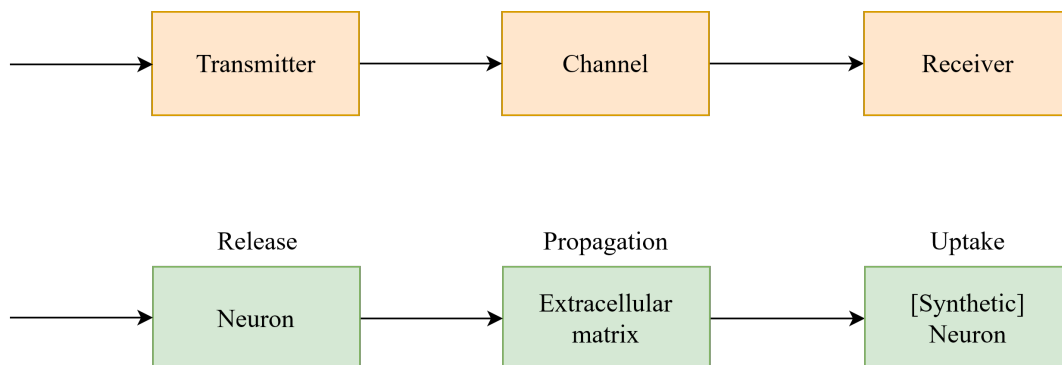 Transmitter
Channel
Receiver
Release
Propagation
Uptake
Neuron
Extracellular
matrix
[Synthetic]
Neuron